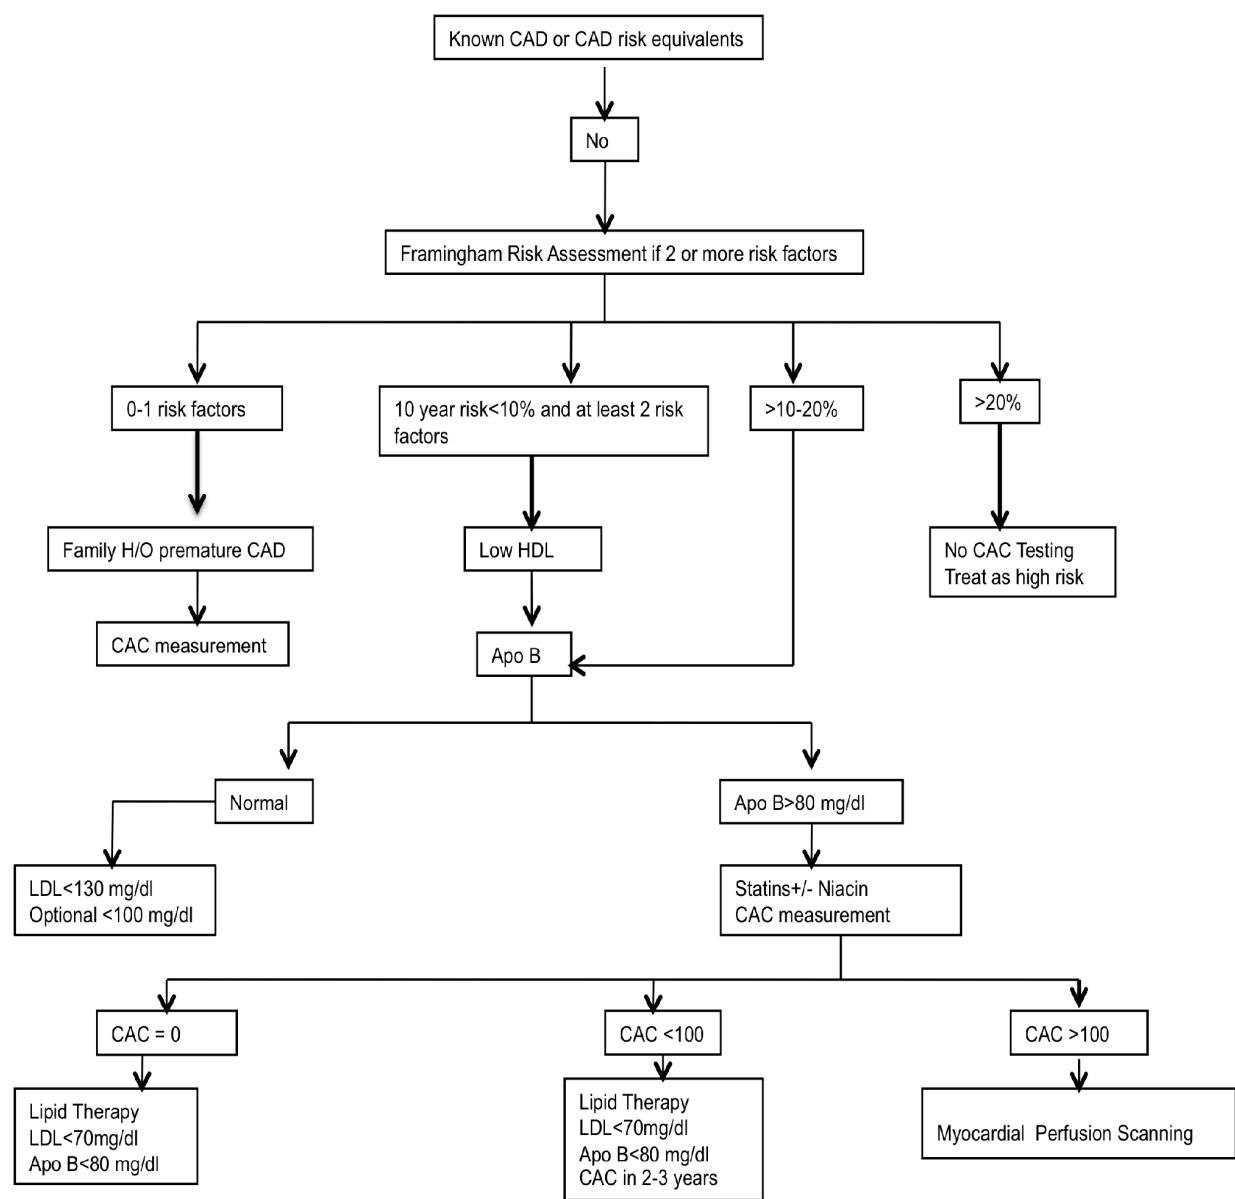 Known CAD or CAD risk equivalents
No
Framingham Risk Assessment if 2 or more risk factors
0-1 risk factors
10 year risk<10% and at least 2 risk
factors
>10-20%
>20%
Family H/O premature CAD
Low HDL
No CAC Testing
Treat as high risk
CAC measurement
Apo B
Normal
Apo B>80 mg/dl
LDL<130 mg/dl
Optional <100 mg/dl
Statins+/- Niacin
CAC measurement
CAC = 0
CAC <100
CAC >100
Lipid Therapy
LDL<70mg/dl
Apo B<80 mg/dl
Lipid Therapy
LDL<70mg/dl
Apo B<80 mg/dl
CAC in 2-3 years
Myocardial Perfusion Scanning